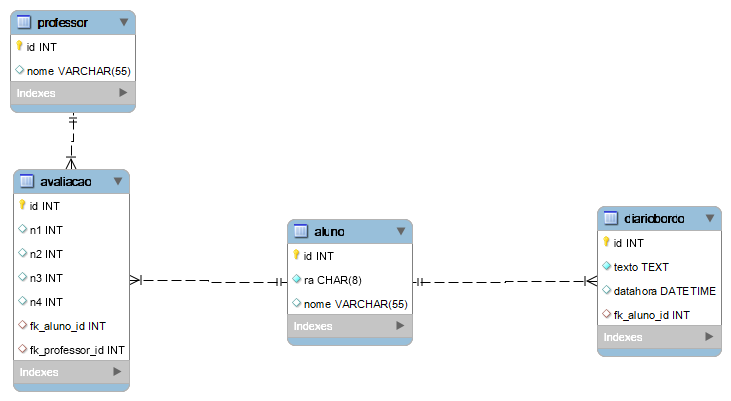 professor
id INT
nome VARCHAR(55)
Indexes
avaliacao
id INT
n1 INT
n2 INT
n3 INT
n4 INT
fk_aluno_id INT
fk_professor_id INT
Indexes
aluno
id INT
ra CHAR(8)
nome VARCHAR(55)
Indexes
diariobordo
id INT
texto TEXT
datahora DATETIME
fk_aluno_id INT
Indexes